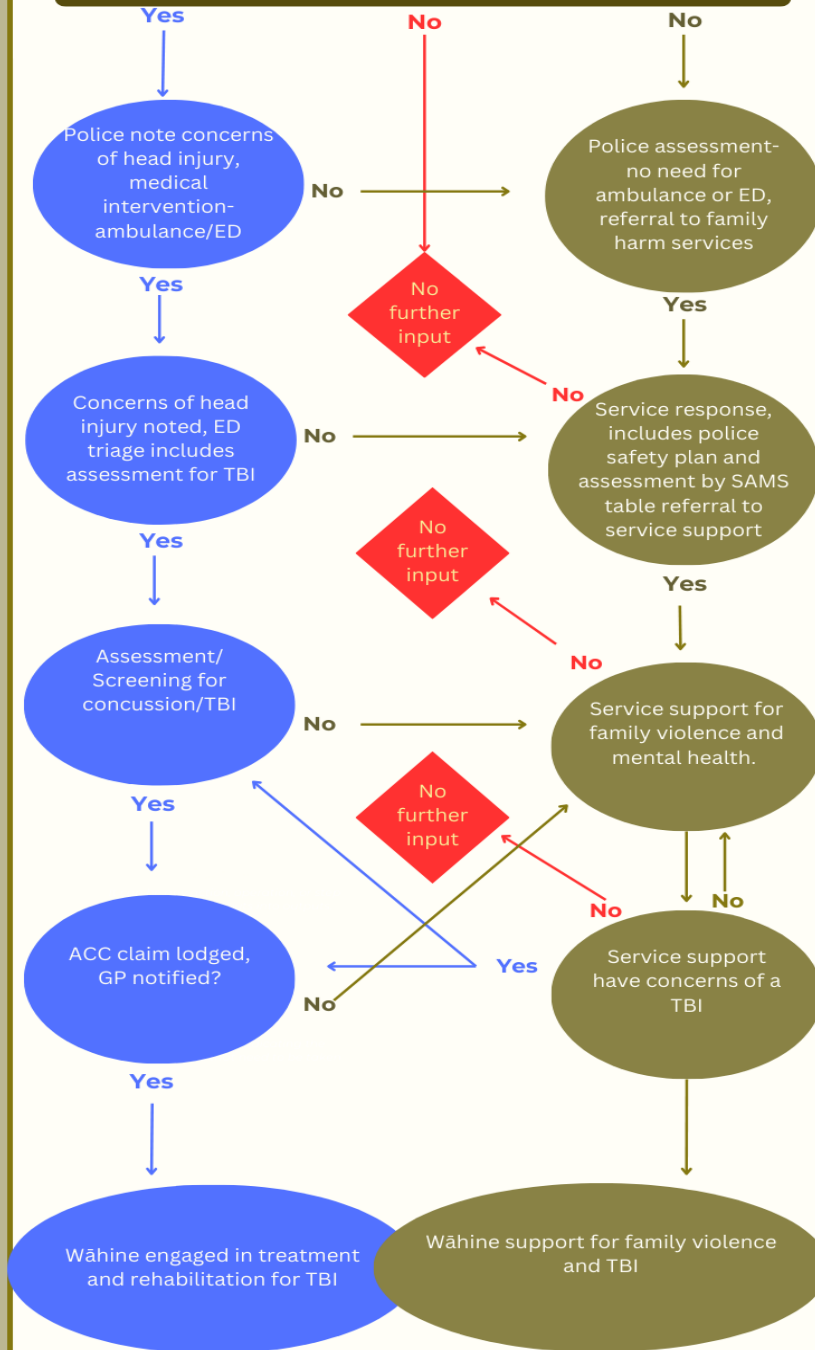 Yes
No
No
Police note concerns
of head injury,
medical
intervention-
ambulance/ED
No
Police assessment-
no need for
ambulance or ED,
referral to family
harm services
Yes
No
further
input
Yes
No
Concerns of head
injury noted, ED
triage includes
assessment for TBI
No
Service response,
includes police
safety plan and
assessment by SAMS
table referral to
service support
Yes
No
further
input
Yes
No
Assessment/
Screening for
concussion/TBI
No
Service support for
family violence and
mental health.
Yes
No
further
input
No
No
ACC claim lodged,
GP notified?
No
Yes
Service support
have concerns of a
TBI
Yes
Wāhine engaged in treatment
and rehabilitation for TBI
Wāhine support for family violence
and TBI